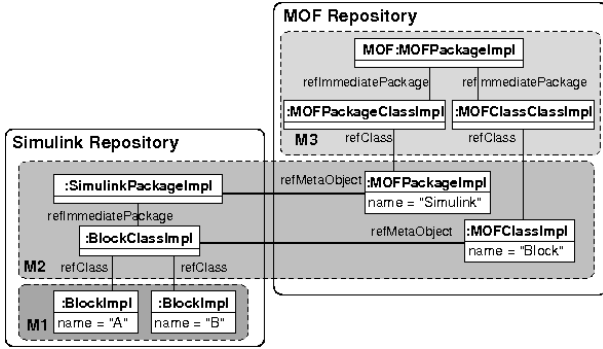 MOF Repository
MOF:MOFPackageImpl
refImmediatePackage
refImmediatePackage
:MOFPackageClassImpl
:MOFClassClassImpl
M3
refClass
refClass
Simulink Repository
:SimulinkPackageImpl
refMetaObject
:MOFPackageImpl
name = "Simulink"
refImmediatePackage
:BlockClassImpl
refMetaObject
:MOFClassImpl
name = "Block"
M2
refClass
refClass
M1
:BlockImpl
name = "A"
:BlockImpl
name = "B"